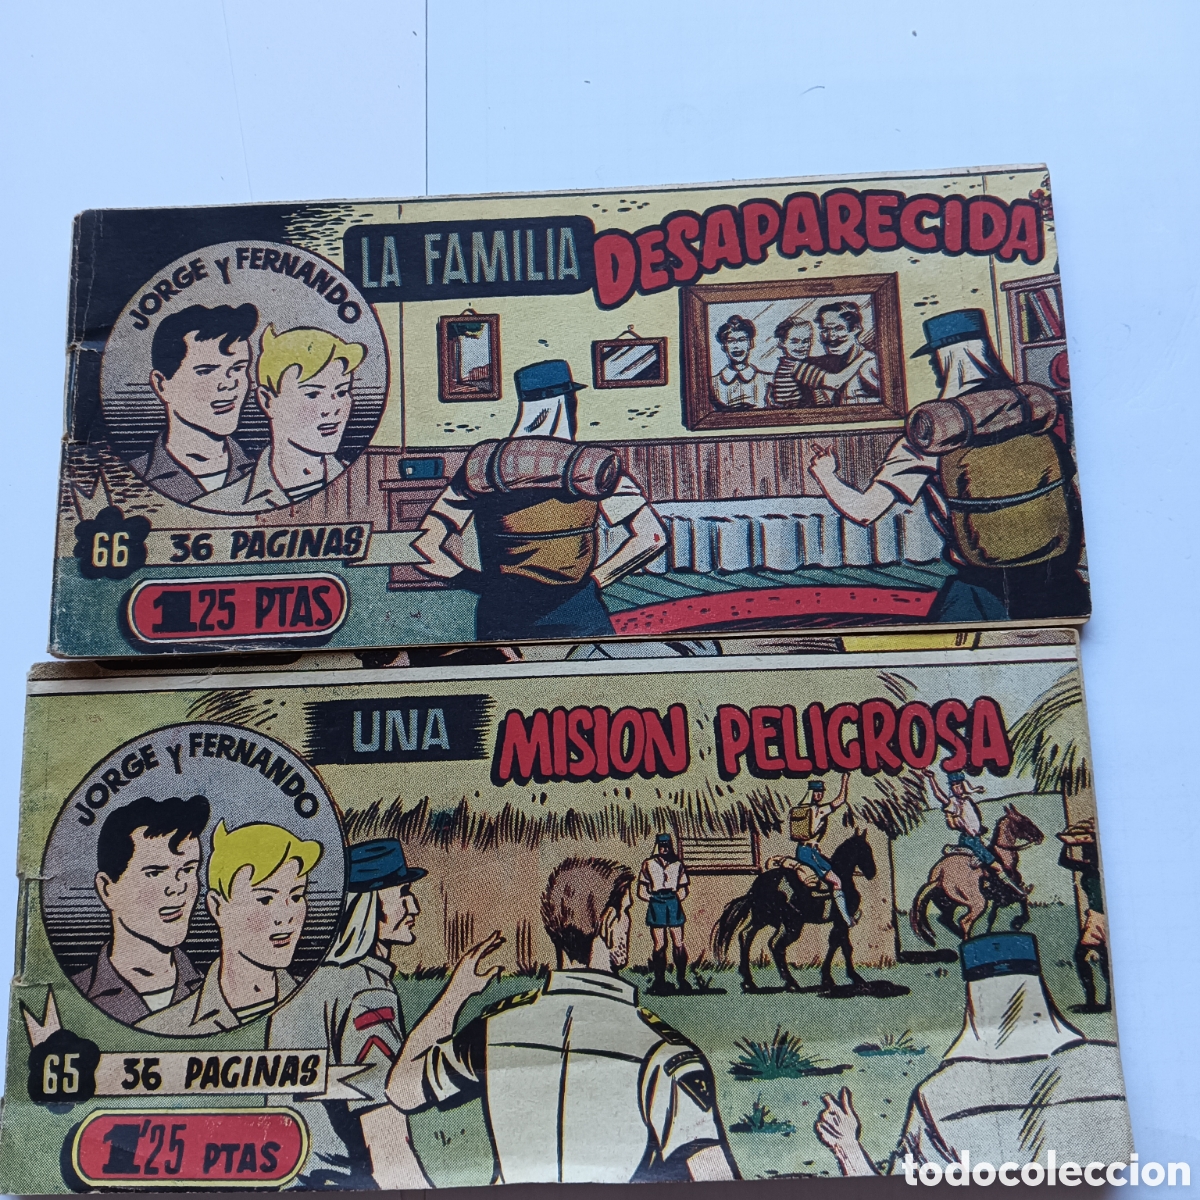 LA FAMILIA DESAPARECIDA
JORGE Y FERNANDO
66 36 PAGINAS
1 25 PTAS
UNA MISION PELIGROSA
JORGE Y FERNANDO
65 36 PAGINAS
1'25 PTAS
todocoleccion